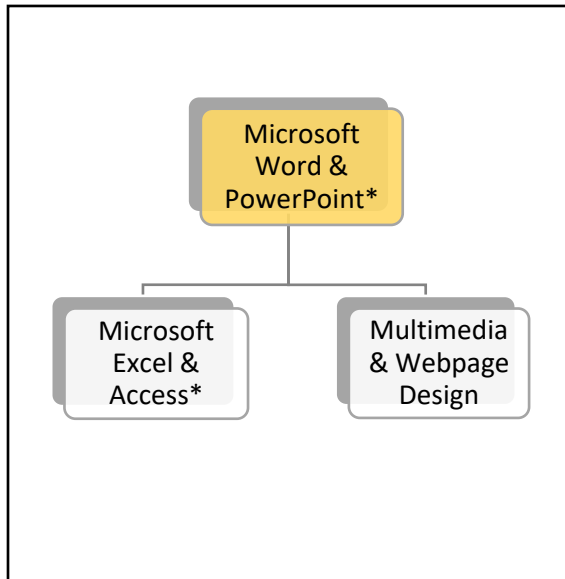 Microsoft
Word &
PowerPoint*
Microsoft
Excel &
Access*
Multimedia
& Webpage
Design